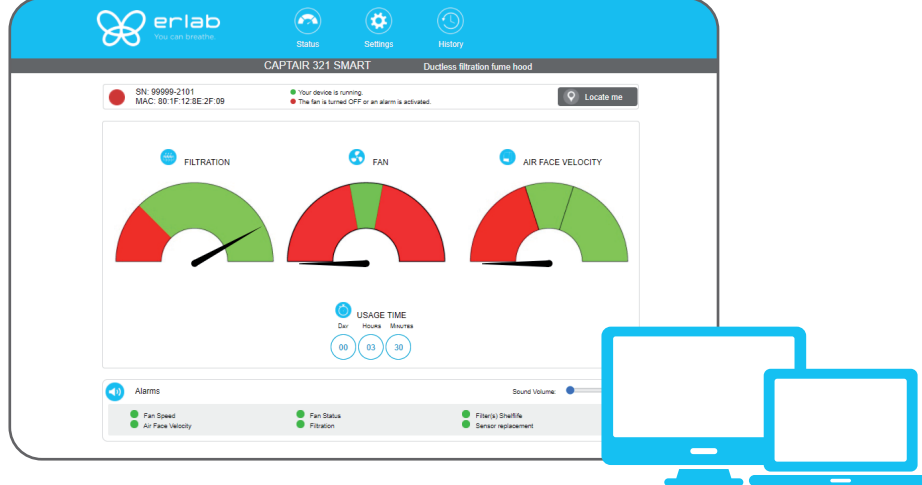 erlab
You can breathe.
Status Settings History
CAPTAIR 321 SMART Ductless filtration fume hood
SN: 99999-2101
MAC: 80:1F:12:8E:2F:09
Your device is running.
The fan is turned OFF or an alarm is activated.
Locate me
FILTRATION FAN AIR FACE VELOCITY
USAGE TIME
Day Hours Minutes
00 03 30
Alarms Sound Volume:
Fan Speed Fan Status Filter(s) Shelflife
Air Face Velocity Filtration Sensor replacement